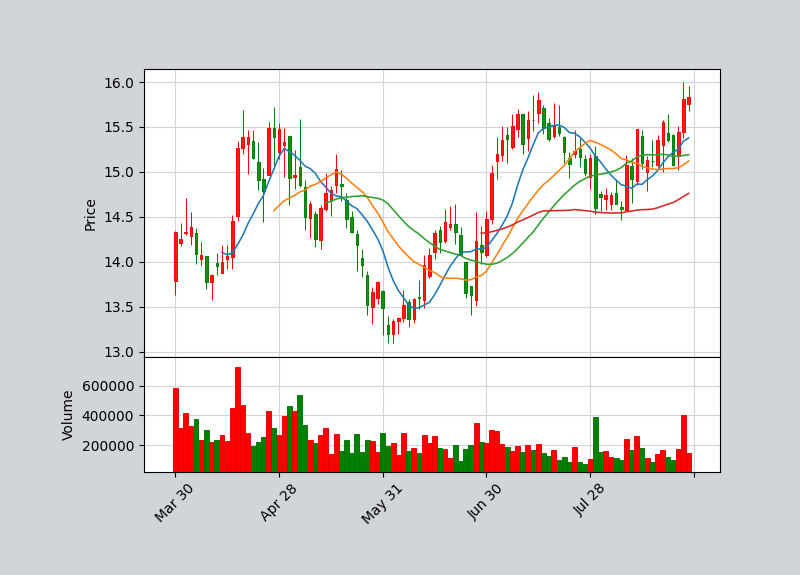 16.0
15.5
15.0
14.5
14.0
13.5
13.0
Price
600000
400000
200000
Volume
Mar 30
Apr 28
May 31
Jun 30
Jul 28